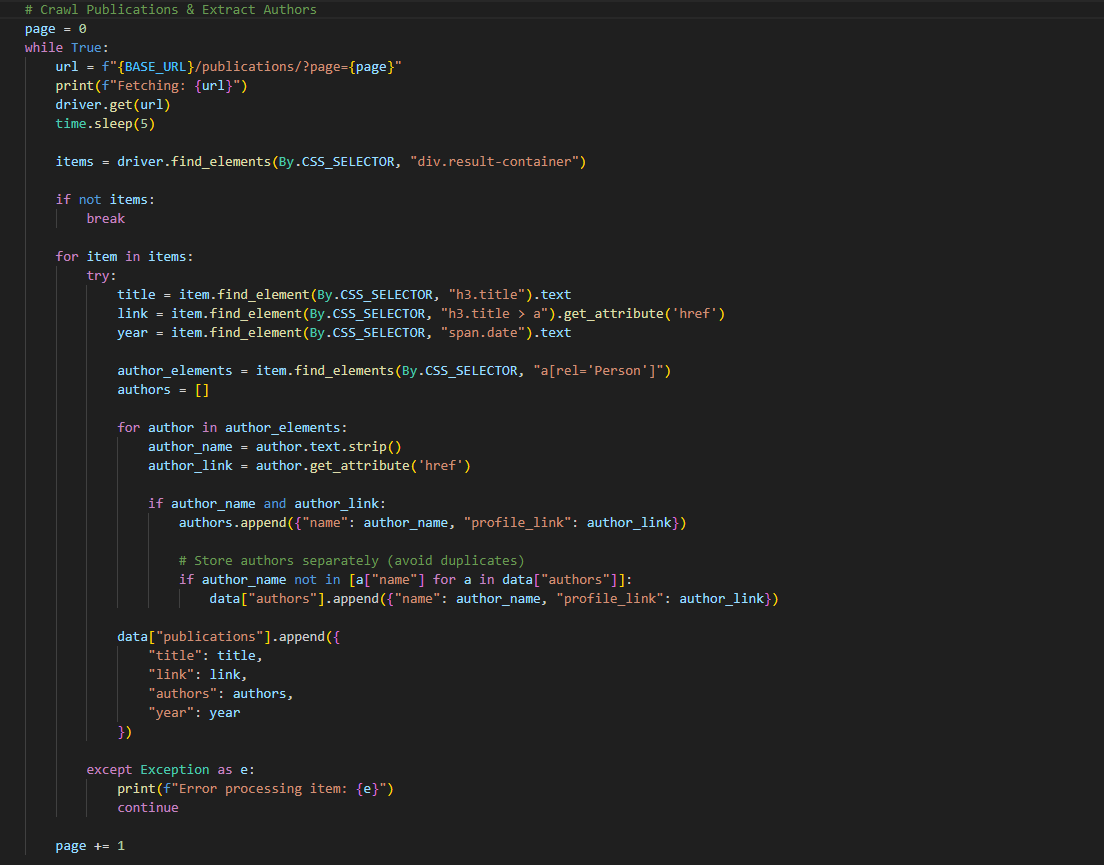 # Crawl Publications & Extract Authors
page = 0
while True:
    url = f"{BASE_URL}/publications/?page={page}"
    print(f"Fetching: {url}")
    driver.get(url)
    time.sleep(5)

    items = driver.find_elements(By.CSS_SELECTOR, "div.result-container")

    if not items:
        break

    for item in items:
        try:
            title = item.find_element(By.CSS_SELECTOR, "h3.title").text
            link = item.find_element(By.CSS_SELECTOR, "h3.title > a").get_attribute('href')
            year = item.find_element(By.CSS_SELECTOR, "span.date").text

            author_elements = item.find_elements(By.CSS_SELECTOR, "a[rel='Person']")
            authors = []

            for author in author_elements:
                author_name = author.text.strip()
                author_link = author.get_attribute('href')

                if author_name and author_link:
                    authors.append({"name": author_name, "profile_link": author_link})

                    # Store authors separately (avoid duplicates)
                    if author_name not in [a["name"] for a in data["authors"]]:
                        data["authors"].append({"name": author_name, "profile_link": author_link})

            data["publications"].append({
                "title": title,
                "link": link,
                "authors": authors,
                "year": year
            })

        except Exception as e:
            print(f"Error processing item: {e}")
            continue

    page += 1